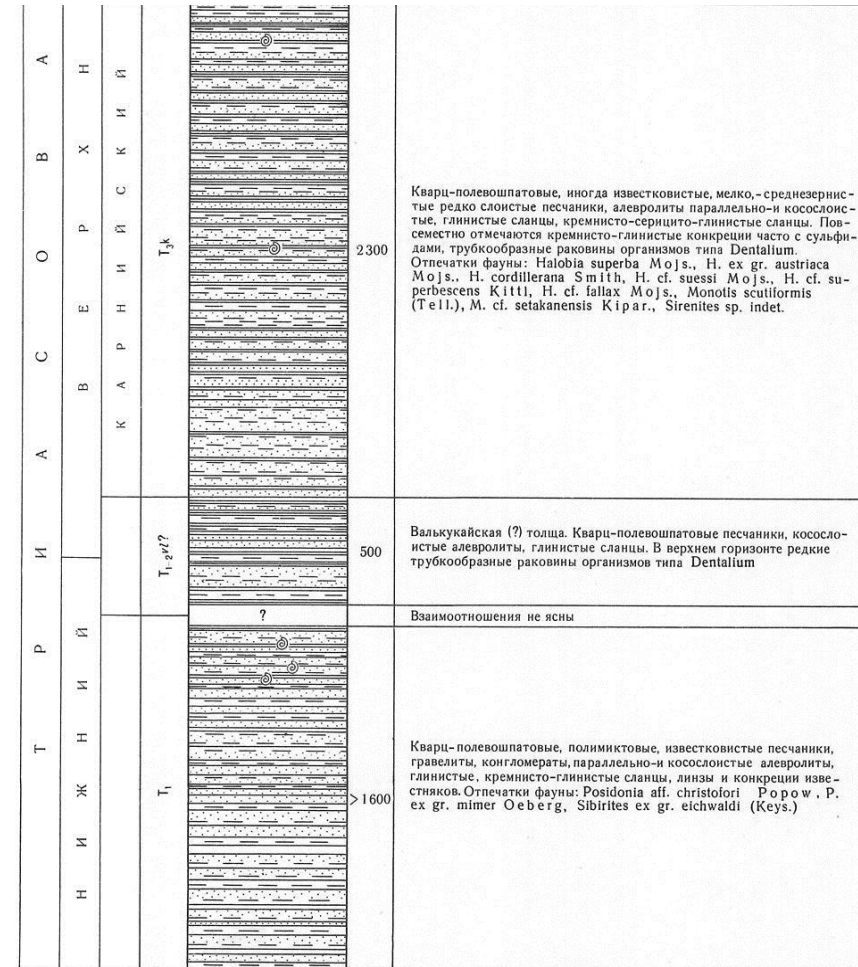 ТРИАСОВАЯ
НИЖНИЙ
ВЕРХН
КАРНИЙСКИЙ
T₃k
2300
Кварц-полевошпатовые, иногда известковистые, мелко,-среднезернис-
тые редко слоистые песчаники, алевролиты параллельно-и косослоис-
тые, глинистые сланцы, кремнисто-серицито-глинистые сланцы. Пов-
семестно отмечаются кремнисто-глинистые конкреции часто с сульфи-
дами, трубкообразные раковины организмов типа Dentalium.
Отпечатки фауны: Halobia superba Mojs., H. ex gr. austriaca
Mojs., H. cordillerana Smith, H. cf. suessi Mojs., H. cf. su-
perbescens Kittl, H. cf. fallax Mojs., Monotis scutiformis
(Tell.), M. cf. setakanensis Kipar., Sirenites sp. indet.
T₁₋₂vl?
500
Валькукайская (?) толща. Кварц-полевошпатовые песчаники, кососло-
истые алевролиты, глинистые сланцы. В верхнем горизонте редкие
трубкообразные раковины организмов типа Dentalium
?
Взаимоотношения не ясны
T₁
>1600
Кварц-полевошпатовые, полимиктовые, известковистые песчаники,
гравелиты, конгломераты, параллельно-и косослоистые алевролиты,
глинистые, кремнисто-глинистые сланцы, линзы и конкреции изве-
стняков. Отпечатки фауны: Posidonia aff. christofori Popow, P.
ex gr. mimer Oeberg, Sibirites ex gr. eichwaldi (Keys.)